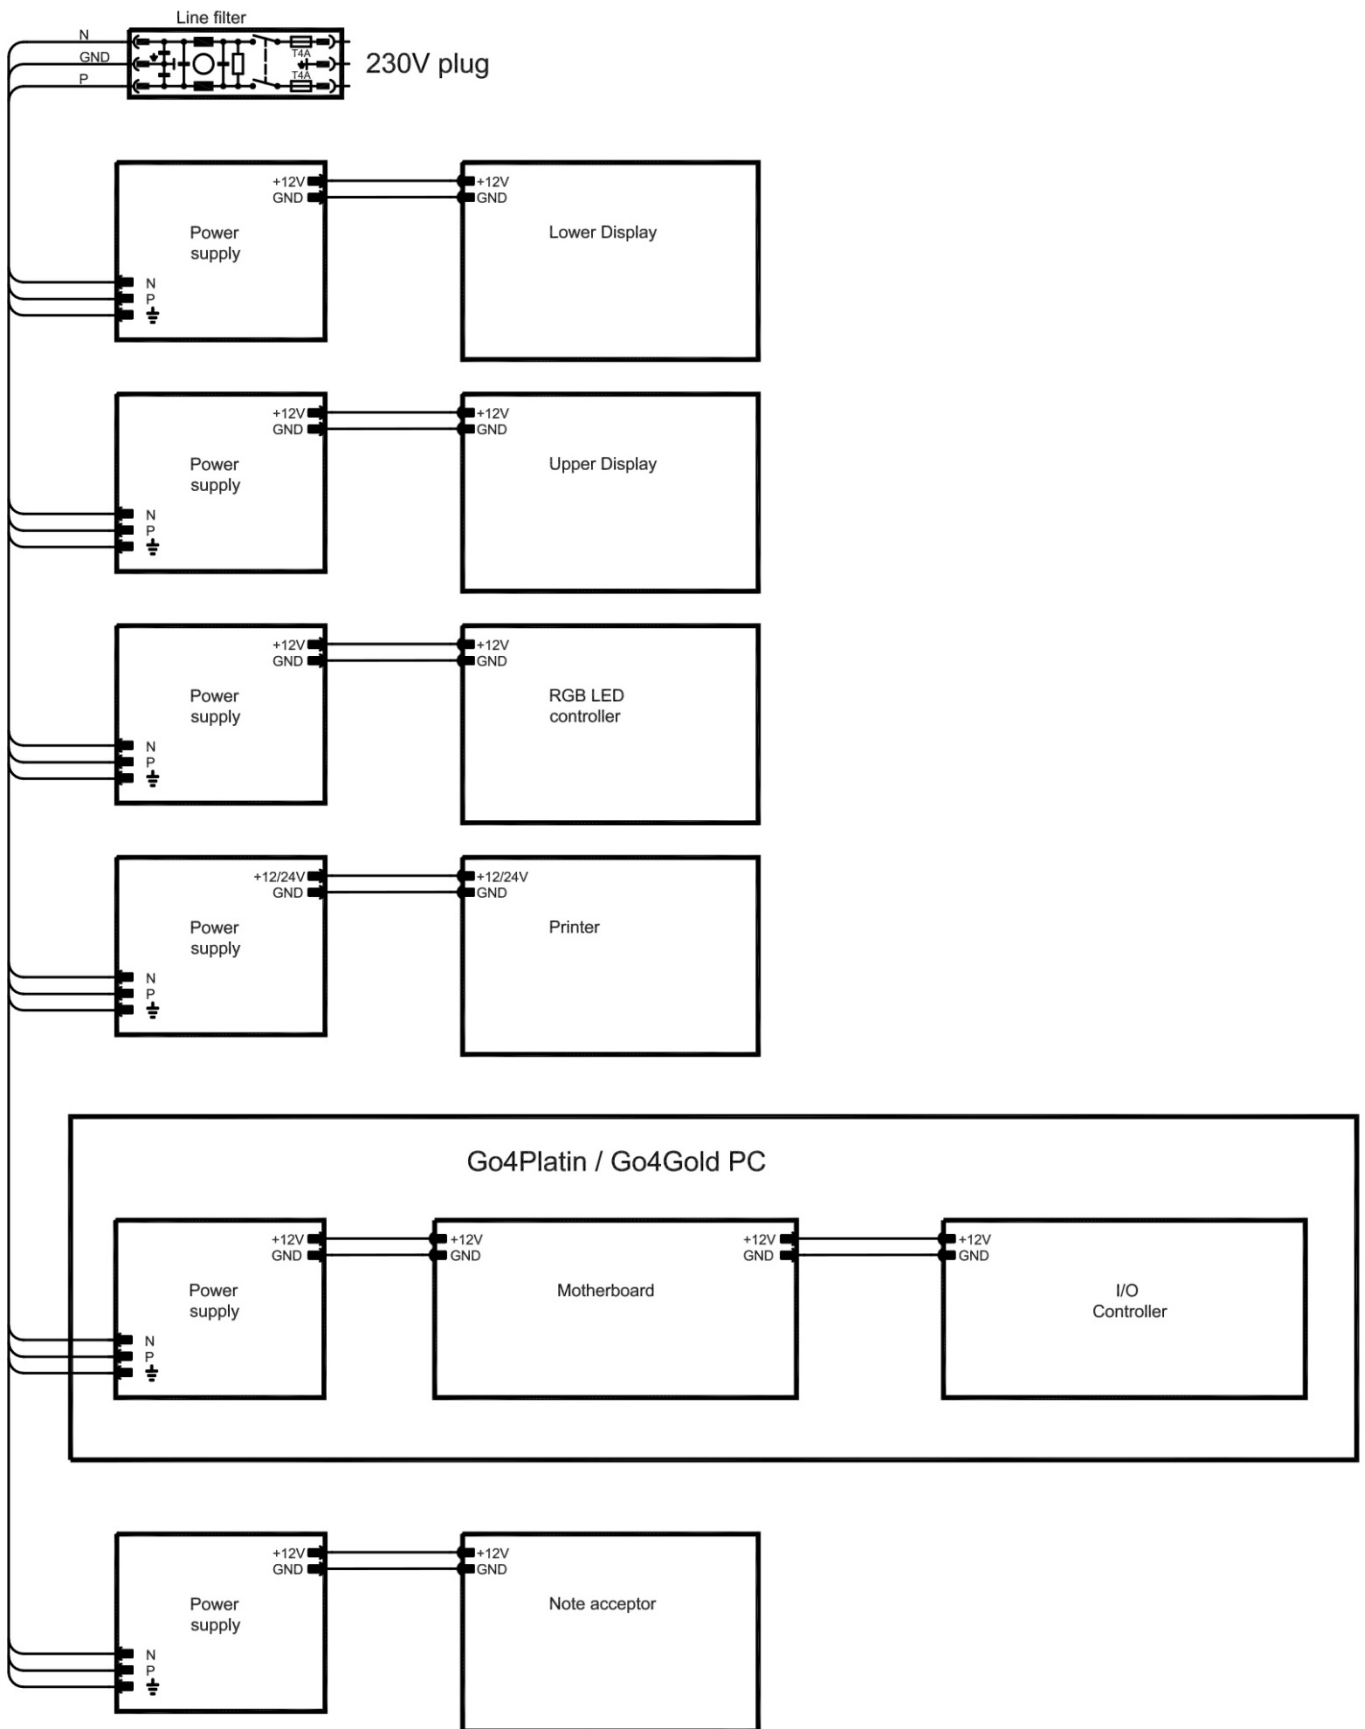 Line filter
N
GND
P
T4A
T4A
230V plug
+12V
GND
Power
supply
N
P
+12V
GND
Lower Display
+12V
GND
Power
supply
N
P
+12V
GND
Upper Display
+12V
GND
Power
supply
N
P
+12V
GND
RGB LED
controller
+12/24V
GND
Power
supply
N
P
+12/24V
GND
Printer
Go4Platin / Go4Gold PC
+12V
GND
Power
supply
N
P
+12V
GND
Motherboard
+12V
GND
+12V
GND
I/O
Controller
+12V
GND
Power
supply
N
P
+12V
GND
Note acceptor